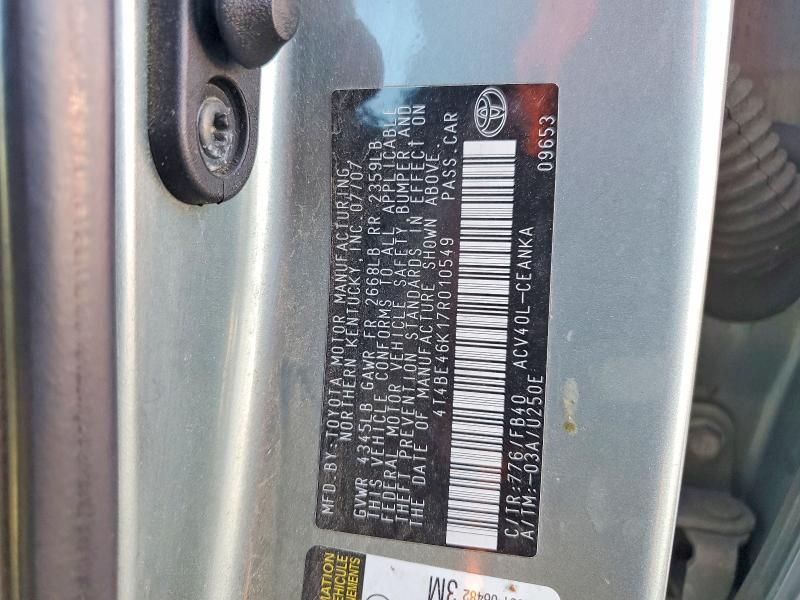 MFD.BY-TOYOTA MOTOR MANUFACTURING,
NORTHERN KENTUCKY, INC 07/07
GVWR 4345LB GAWR FR 2668LB RR 2359LB
THIS VEHICLE CONFORMS TO ALL APPLICABLE
FEDERAL MOTOR VEHICLE SAFETY BUMPER AND
THEFT PREVENTION STANDARDS IN EFFECT ON
THE DATE OF MANUFACTURE SHOWN ABOVE.
4T4BE46K17R010549 PASS.CAR
C/TR:776/FB40 ACV40L-CEANKA
A/TM:-03A/U250E 09653
EMENTS
3M